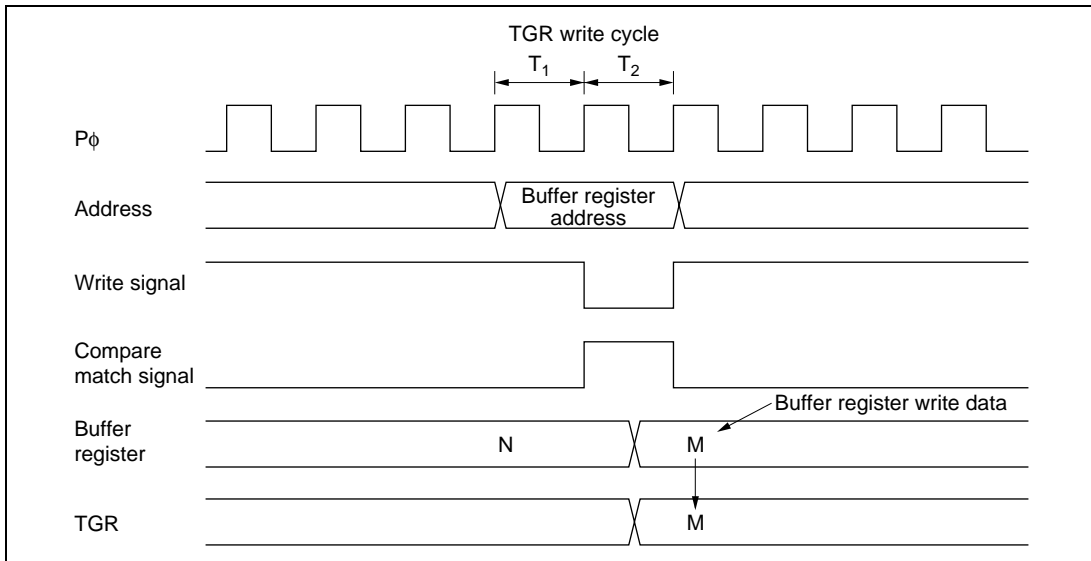 TGR write cycle
T1 T2
Pϕ
Address
Buffer register
address
Write signal
Compare
match signal
Buffer register write data
Buffer
register
N M
TGR
M